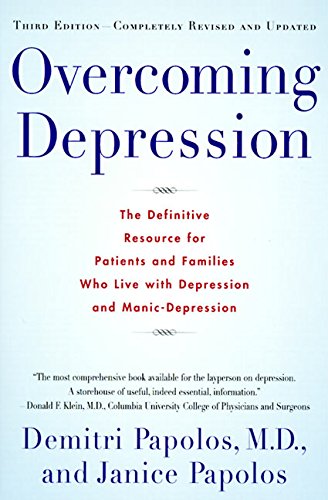 Third Edition—Completely Revised and Updated
Overcoming
Depression
The Definitive
Resource for
Patients and Families
Who Live with Depression
and Manic-Depression
"The most comprehensive book available for the layperson on depression.
A storehouse of useful, indeed essential, information."
– Donald F. Klein, M.D., Columbia University College of Physicians and Surgeons
Demitri Papolos, M.D.,
and Janice Papolos